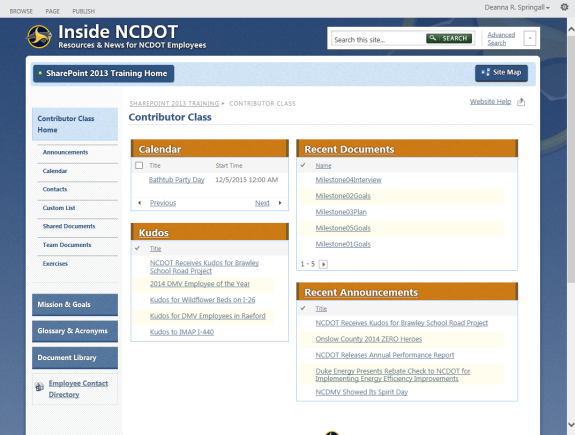 BROWSE PAGE PUBLISH Deanna R. Springall
Inside NCDOT
Resources & News for NCDOT Employees
Search this site... SEARCH Advanced
Search
SharePoint 2013 Training Home Site Map
SHAREPOINT 2013 TRAINING ▸ CONTRIBUTOR CLASS Website Help
Contributor Class
Contributor Class
Home
Announcements
Calendar
Contacts
Custom List
Shared Documents
Team Documents
Exercises
Mission & Goals
Glossary & Acronyms
Document Library
Employee Contact
Directory
Calendar
Title Start Time
Bathtub Party Day 12/5/2015 12:00 AM
Previous Next
Kudos
Title
NCDOT Receives Kudos for Brawley
School Road Project
2014 DMV Employee of the Year
Kudos for Wildflower Beds on I-26
Kudos for DMV Employees in Raeford
Kudos to IMAP I-440
Recent Documents
Name
Milestone04Interview
Milestone02Goals
Milestone03Plan
Milestone05Goals
Milestone01Goals
1 - 5
Recent Announcements
Title
NCDOT Receives Kudos for Brawley School Road Project
Onslow County 2014 ZERO Heroes
NCDOT Releases Annual Performance Report
Duke Energy Presents Rebate Check to NCDOT for
Implementing Energy Efficiency Improvements
NCDMV Showed Its Spirit Day